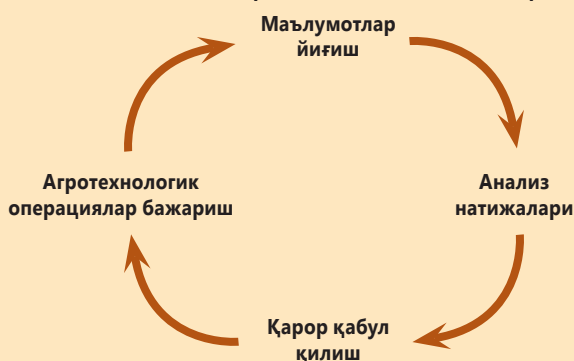 Маълумотлар
йиғиш
Агротехнологик
операциялар бажариш
Анализ
натижалари
Қарор қабул
қилиш